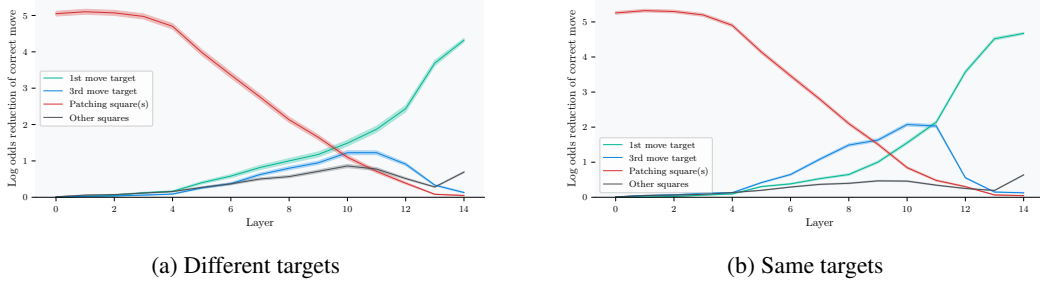 Log odds reduction of correct move
5
4
3
2
1
0
1st move target
3rd move target
Patching square(s)
Other squares
0 2 4 6 8 10 12 14
Layer
(a) Different targets
Log odds reduction of correct move
5
4
3
2
1
0
1st move target
3rd move target
Patching square(s)
Other squares
0 2 4 6 8 10 12 14
Layer
(b) Same targets